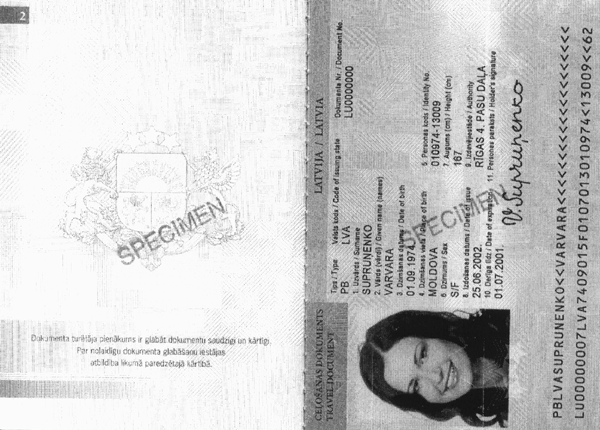 2
SPECIMEN
Dokumenta turētāja pienākums ir glabāt dokumentu saudzīgi un kārtīgi.
Par nolaidīgu dokumenta glabāšanu iestājas
atbildība likumā paredzētajā kārtībā.
CEĻOŠANAS DOKUMENTS
TRAVEL DOCUMENT
LATVIJA / LATVIA
Tips / Type
Valsts kods / Code of issuing state
Dokumenta Nr. / Document No.
PB
LVA
LU0000000
1. Uzvārds / Surname
SUPRUNENKO
2. Vārds (vārdi) / Given name (names)
VARVARA
3. Dzimšanas datums / Date of birth
01.09.1974
5. Personas kods / Identity No.
010974-13009
4. Dzimšanas vieta / Place of birth
MOLDOVA
7. Augums (cm) / Height (cm)
167
6. Dzimums / Sex
S/F
8. Izdošanas datums / Date of issue
25.06.2002.
9. Izdevējiestāde / Authority
RĪGAS 4. PASU DAĻA
10. Derīga līdz / Date of expiry
01.07.2001.
11. Personas paraksts / Holder's signature
V. Suprunenko
SPECIMEN
PBLVASUPRUNENKO<<VARVARA<<<<<<<<<<<<<<<<<<<<
LU00000007LVA7409015F0107013010974<13009<<62